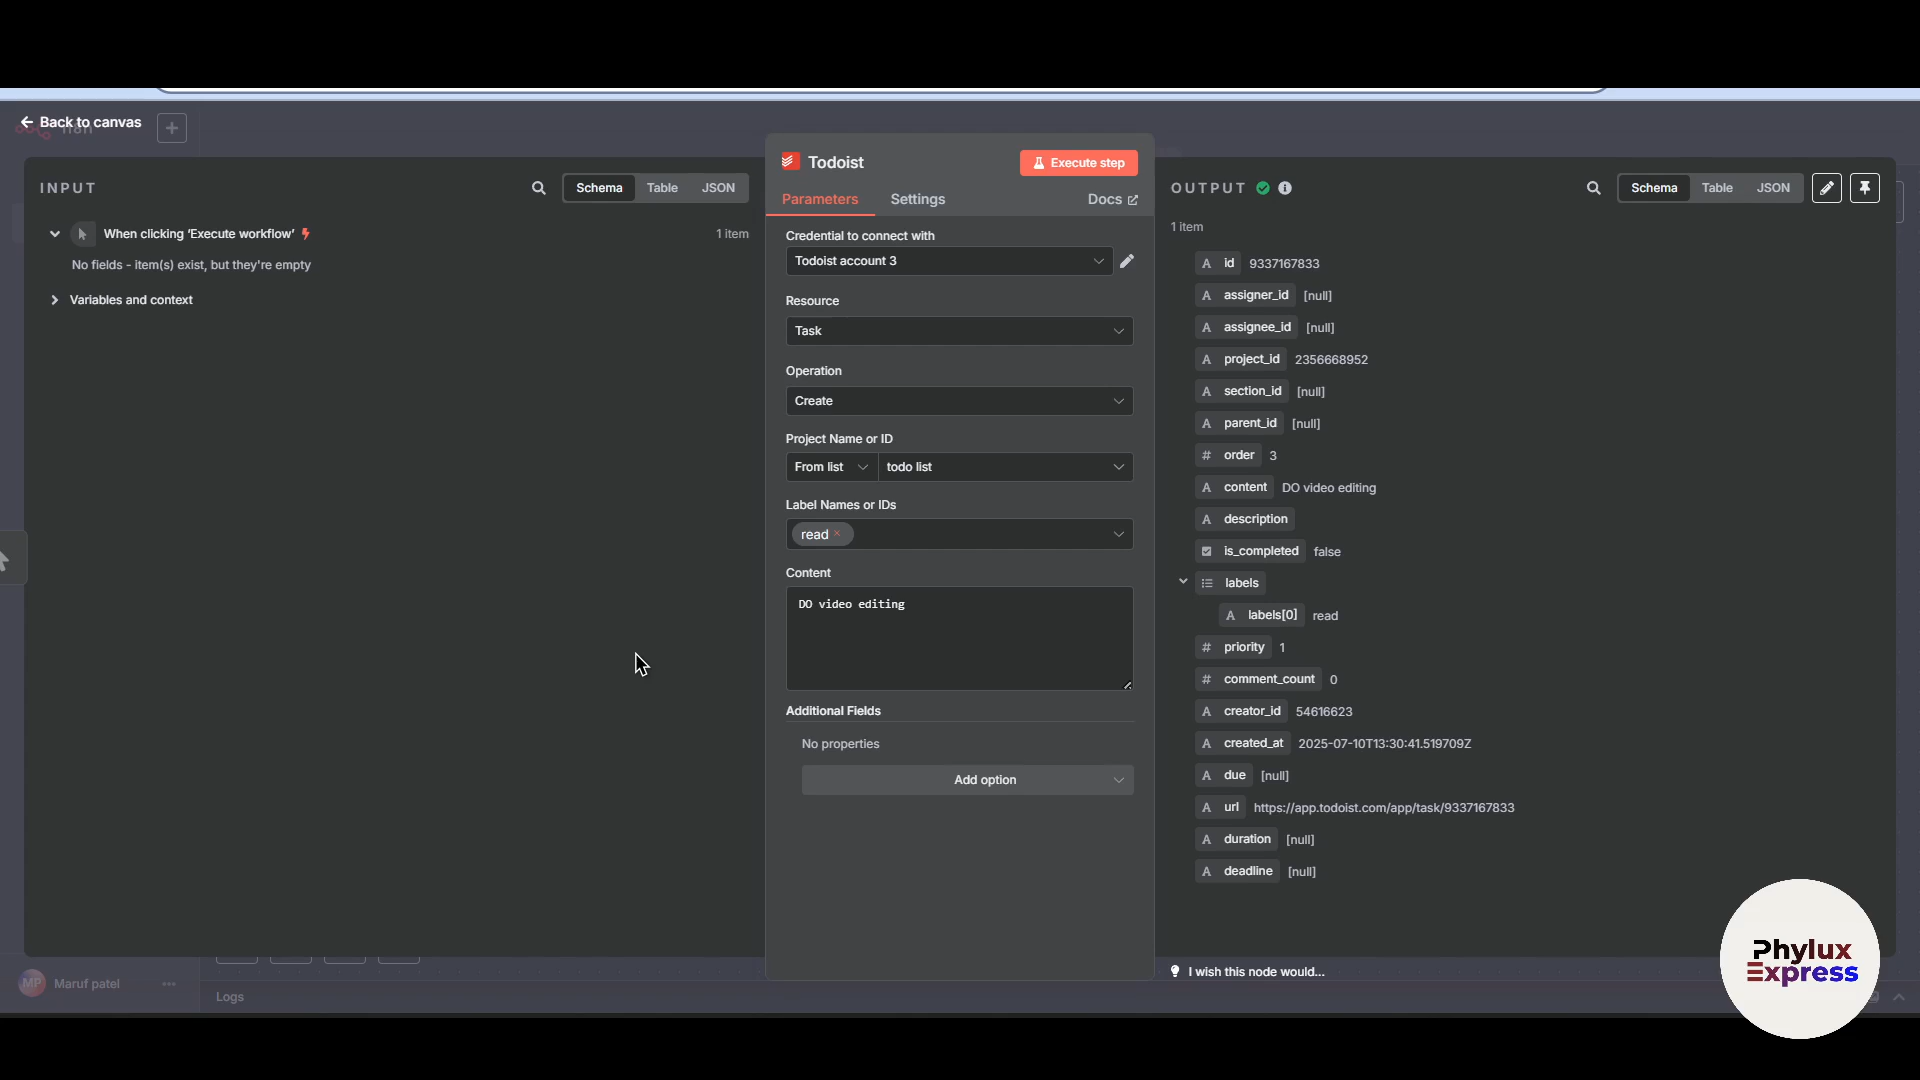 Back to canvas
n8n
INPUT
Schema Table JSON
When clicking ‘Execute workflow’
1 item
No fields - item(s) exist, but they're empty
Variables and context
Todoist
Execute step
Parameters Settings Docs
Credential to connect with
Todoist account 3
Resource
Task
Operation
Create
Project Name or ID
From list todo list
Label Names or IDs
read ×
Content
DO video editing
Additional Fields
No properties
Add option
OUTPUT
Schema Table JSON
1 item
A id 9337167833
A assigner_id [null]
A assignee_id [null]
A project_id 2356668952
A section_id [null]
A parent_id [null]
# order 3
A content DO video editing
A description
is_completed false
labels
A labels[0] read
# priority 1
# comment_count 0
A creator_id 54616623
A created_at 2025-07-10T13:30:41.519709Z
A due [null]
A url https://app.todoist.com/app/task/9337167833
A duration [null]
A deadline [null]
I wish this node would...
MP Maruf patel
Logs
Phylux
Express